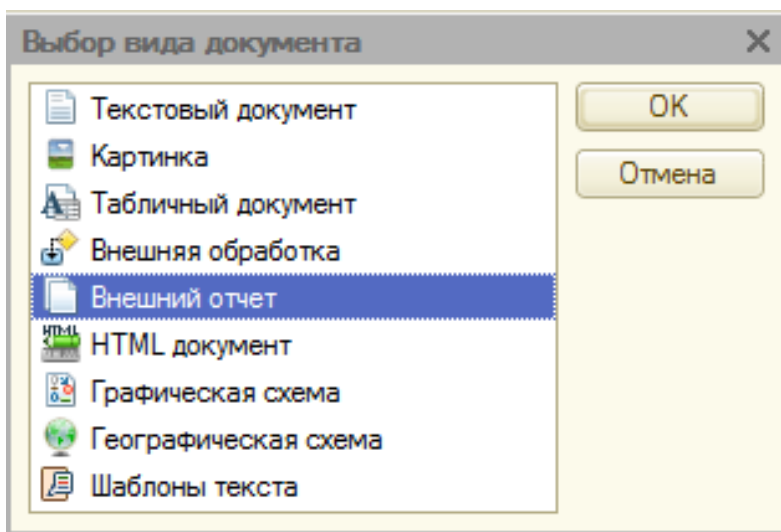 Выбор вида документа
Текстовый документ
Картинка
Табличный документ
Внешняя обработка
Внешний отчет
HTML документ
Графическая схема
Географическая схема
Шаблоны текста
OK
Отмена